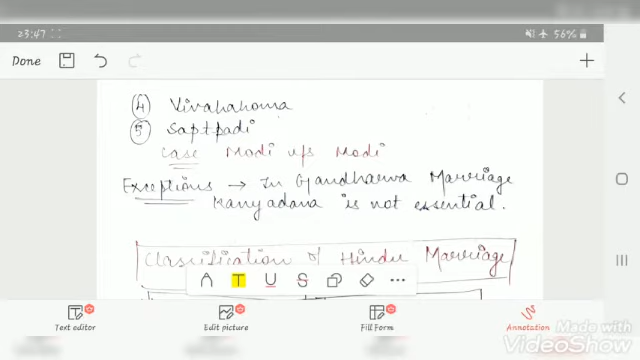 23:47
56%
Done
④ Vivahahoma
⑤ Saptpadi
Case Modi v/s Modi
Exceptions → In Gandharva Marriage
Kanyadana is not essential.
Classification of Hindu Marriage
A T U S
Text editor
Edit picture
Fill Form
Annotation
Made with
VideoShow